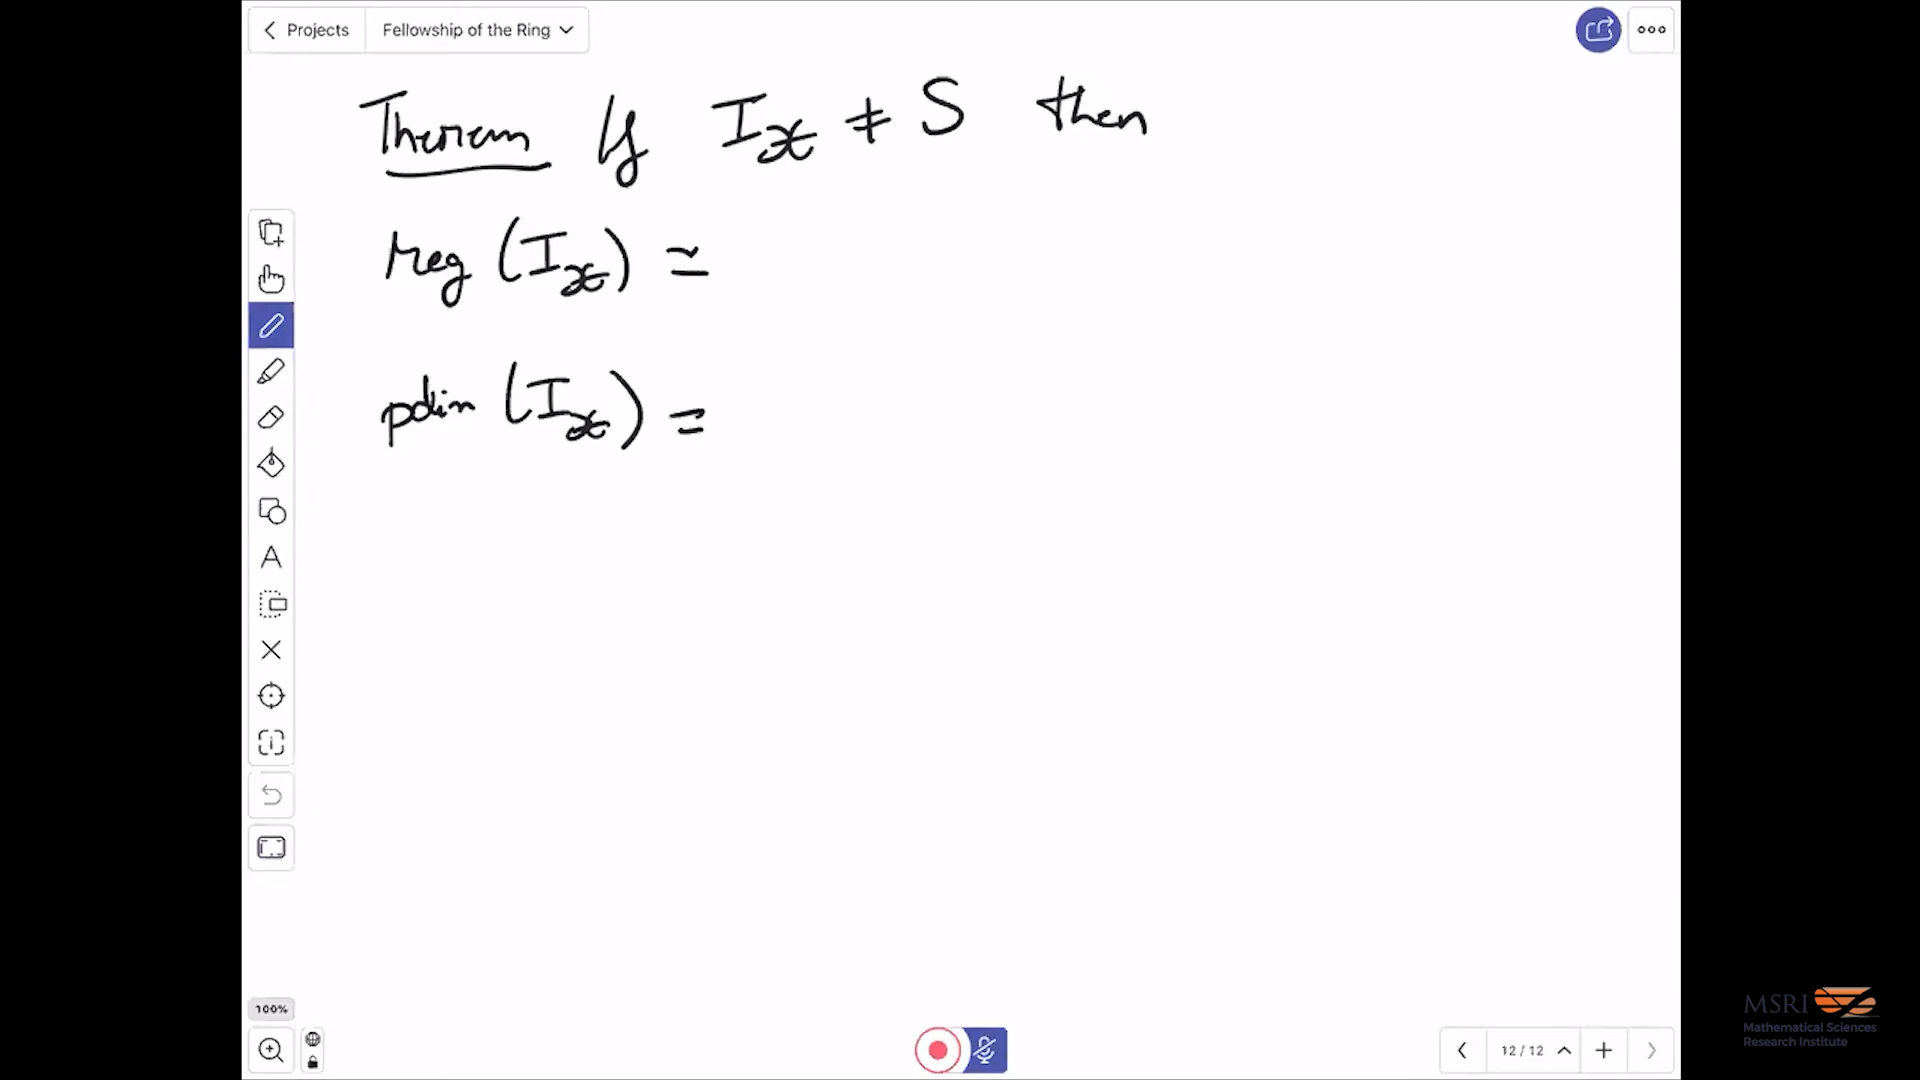 Projects
Fellowship of the Ring
Theorem If I_𝓧 ≠ S then
reg (I_𝓧) ≃
pdim (I_𝓧) =
A
100%
12 / 12
MSRI
Mathematical Sciences
Research Institute